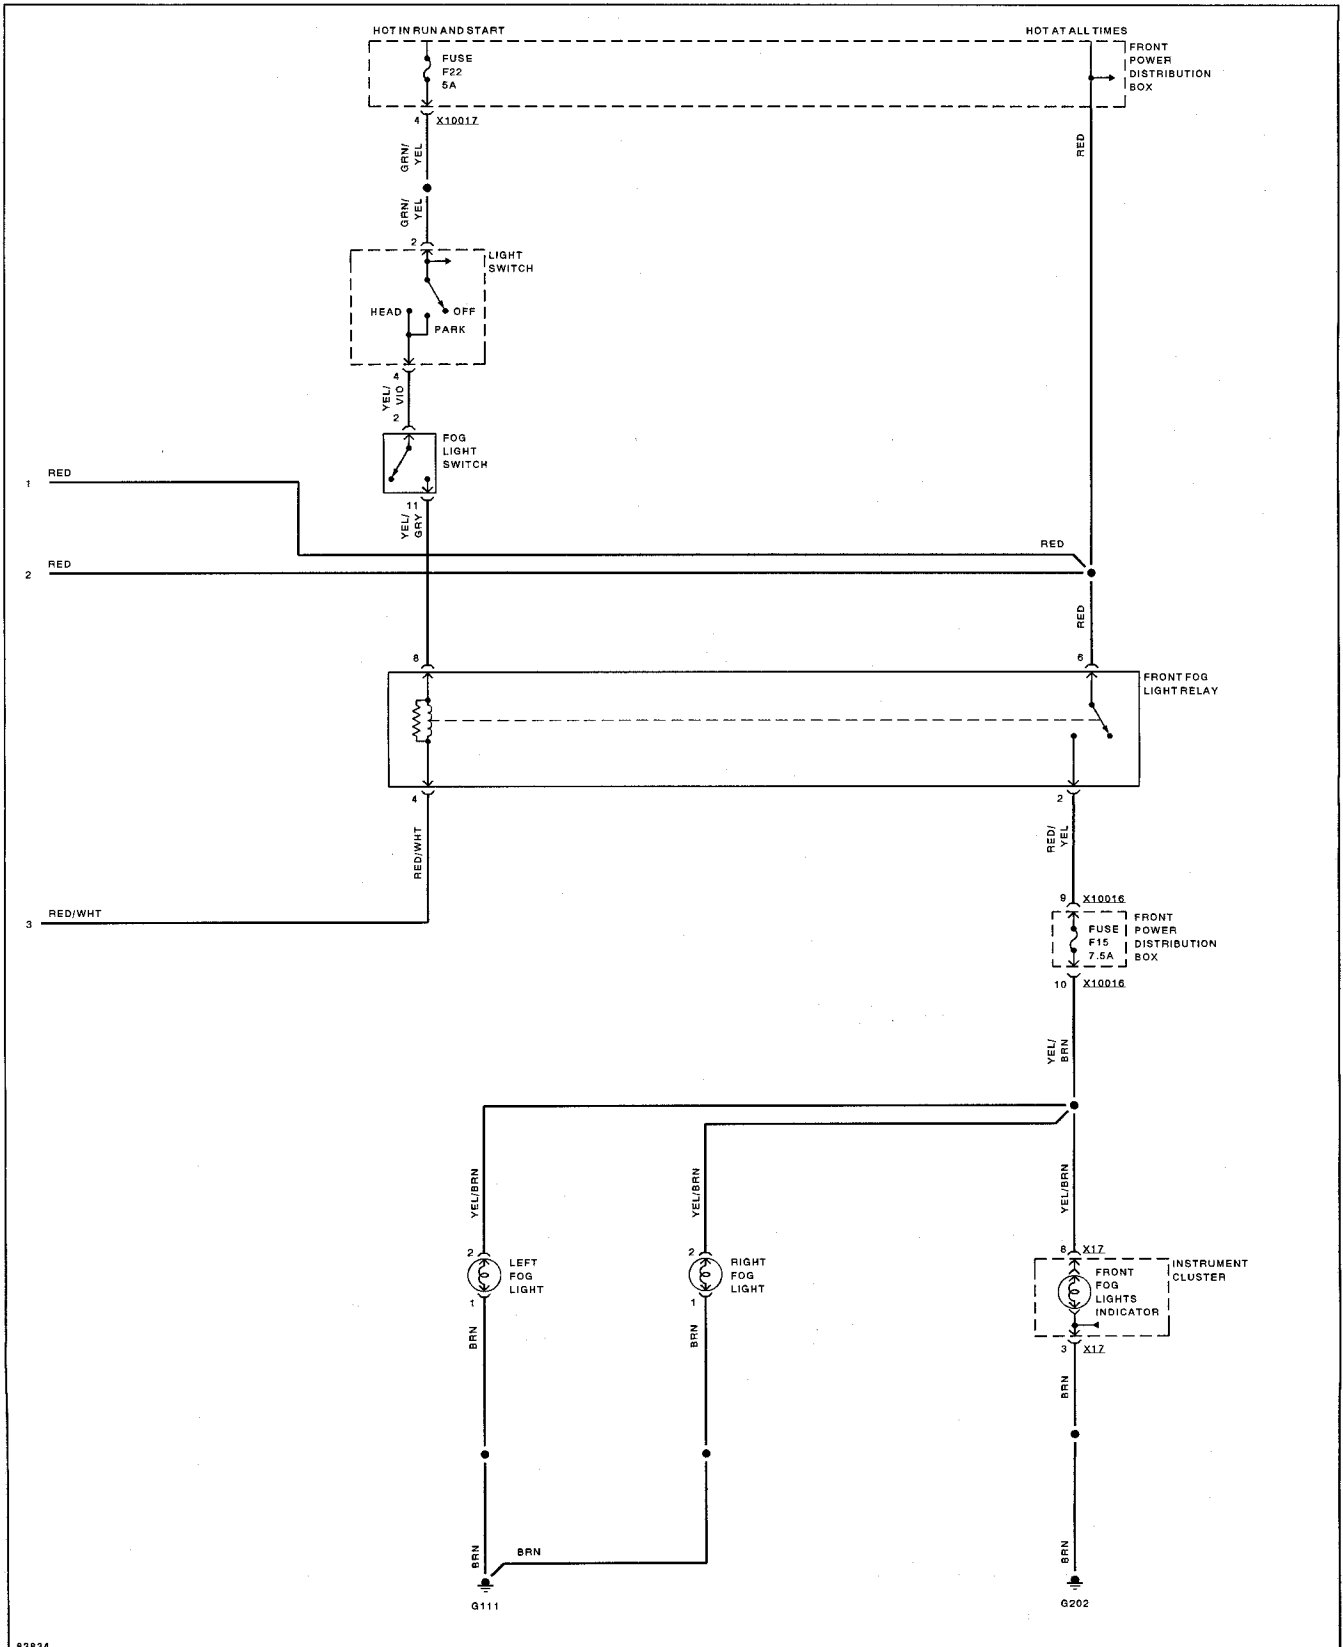 HOT IN RUN AND START
HOT AT ALL TIMES
FUSE
F22
5A
FRONT
POWER
DISTRIBUTION
BOX
4 X10017
GRN/
YEL
RED
GRN/
YEL
2
LIGHT
SWITCH
HEAD
OFF
PARK
4
YEL/
VIO
2
FOG
LIGHT
SWITCH
1 RED
11
YEL/
GRY
RED
2 RED
RED
8
6
FRONT FOG
LIGHT RELAY
4
2
RED/WHT
RED/
YEL
9 X10016
3 RED/WHT
FUSE
F15
7.5A
FRONT
POWER
DISTRIBUTION
BOX
10 X10016
YEL/
BRN
YEL/BRN
YEL/BRN
YEL/BRN
2
LEFT
FOG
LIGHT
1
2
RIGHT
FOG
LIGHT
1
8 X17
INSTRUMENT
CLUSTER
FRONT
FOG
LIGHTS
INDICATOR
3 X17
BRN
BRN
BRN
BRN
BRN
BRN
G111
G202
83834